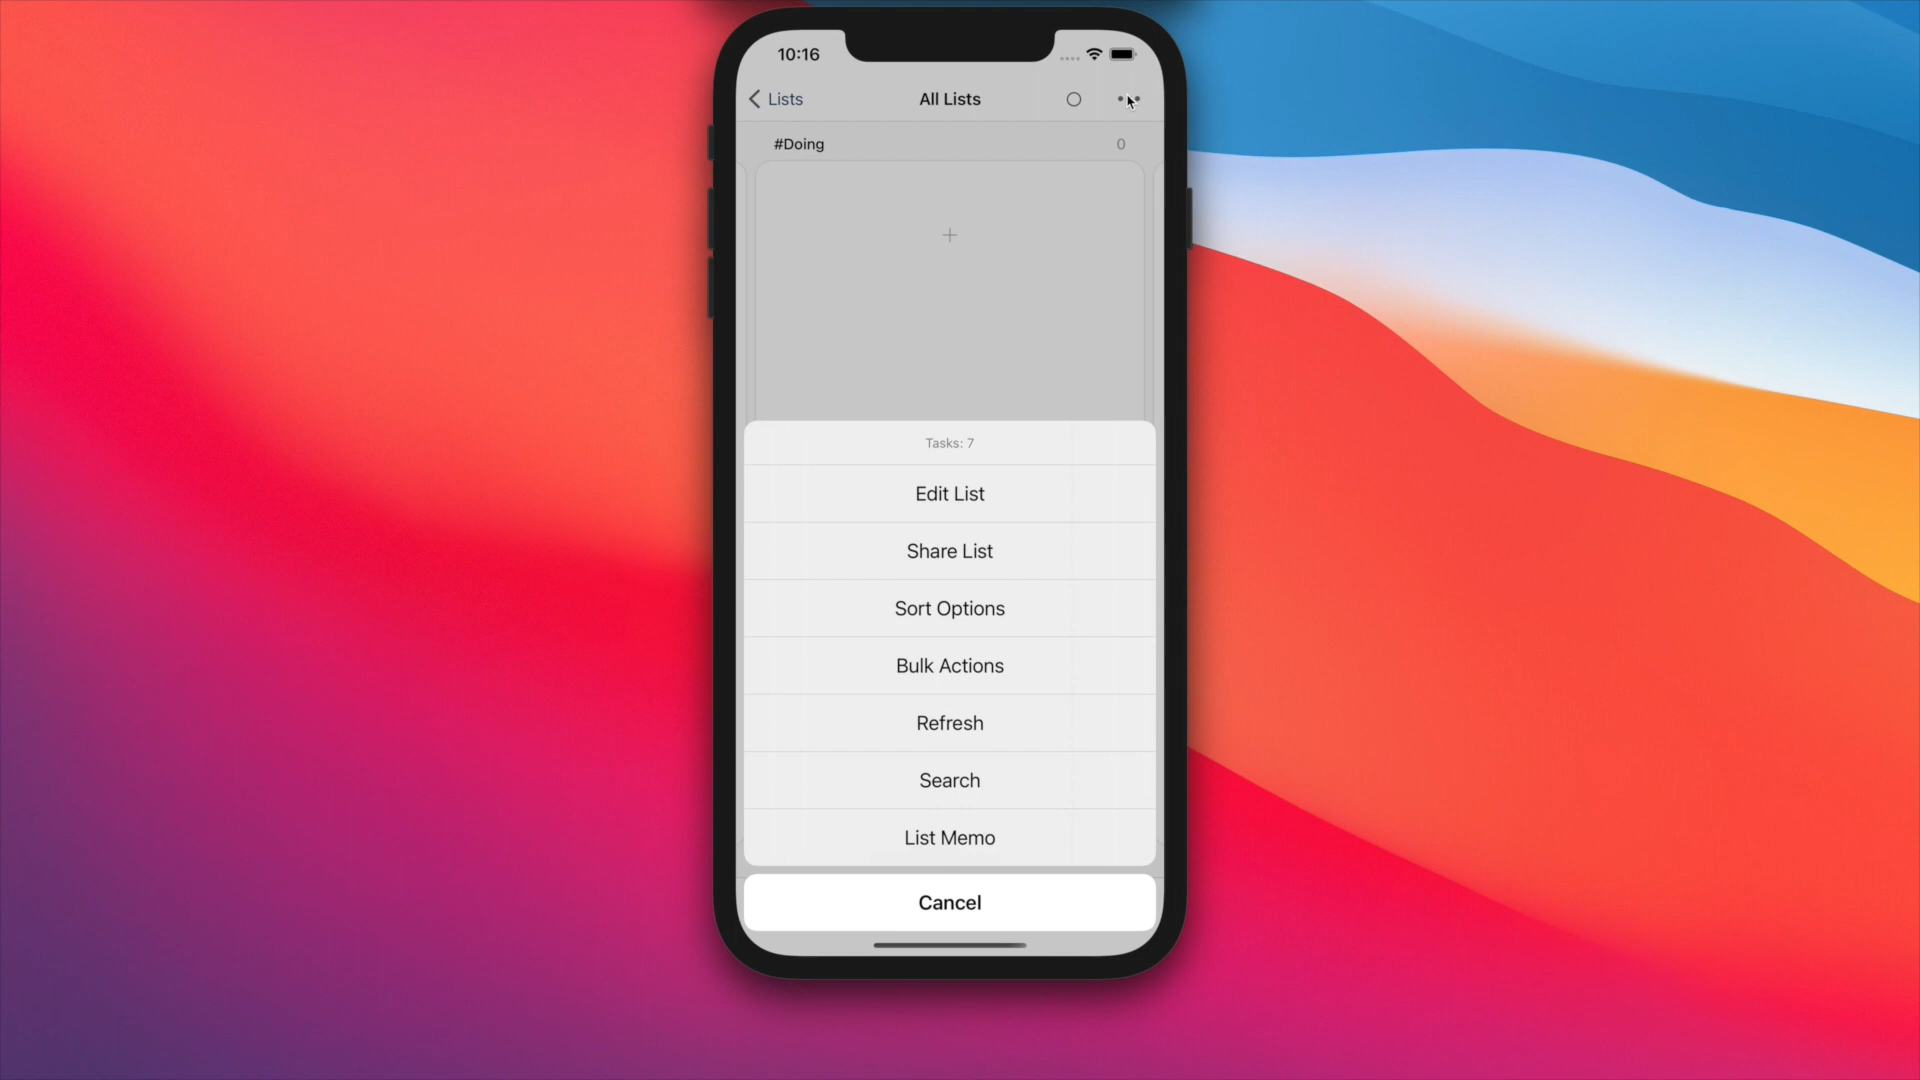 10:16
Lists
All Lists
#Doing
0
Tasks: 7
Edit List
Share List
Sort Options
Bulk Actions
Refresh
Search
List Memo
Cancel